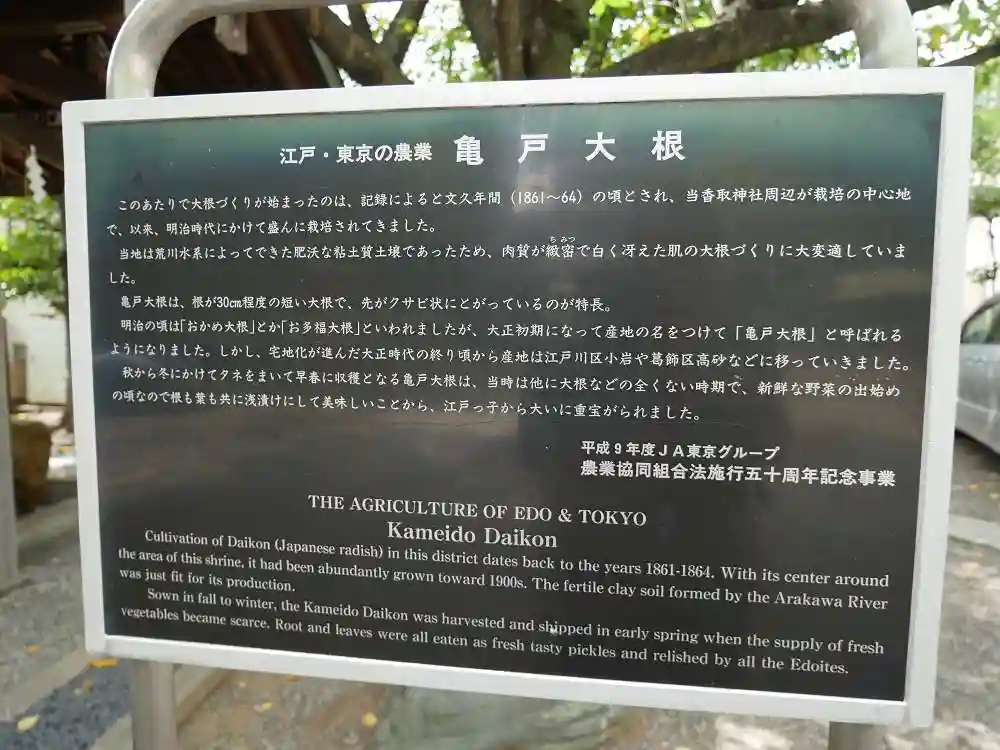 江戸・東京の農業 亀戸大根
このあたりで大根づくりが始まったのは、記録によると文久年間（1861〜64）の頃とされ、当香取神社周辺が栽培の中心地
で、以来、明治時代にかけて盛んに栽培されてきました。
当地は荒川水系によってできた肥沃な粘土質土壌であったため、肉質が緻密で白く冴えた肌の大根づくりに大変適していま
した。
亀戸大根は、根が30㎝程度の短い大根で、先がクサビ状にとがっているのが特長。
明治の頃は「おかめ大根」とか「お多福大根」といわれましたが、大正初期になって産地の名をつけて「亀戸大根」と呼ばれる
ようになりました。しかし、宅地化が進んだ大正時代の終り頃から産地は江戸川区小岩や葛飾区高砂などに移っていきました。
秋から冬にかけてタネをまいて早春に収穫となる亀戸大根は、当時は他に大根などの全くない時期で、新鮮な野菜の出始め
の頃なので根も葉も共に浅漬けにして美味しいことから、江戸っ子から大いに重宝がられました。
平成9年度ＪＡ東京グループ
農業協同組合法施行五十周年記念事業
THE AGRICULTURE OF EDO & TOKYO
Kameido Daikon
Cultivation of Daikon (Japanese radish) in this district dates back to the years 1861-1864. With its center around
the area of this shrine, it had been abundantly grown toward 1900s. The fertile clay soil formed by the Arakawa River
was just fit for its production.
Sown in fall to winter, the Kameido Daikon was harvested and shipped in early spring when the supply of fresh
vegetables became scarce. Root and leaves were all eaten as fresh tasty pickles and relished by all the Edoites.